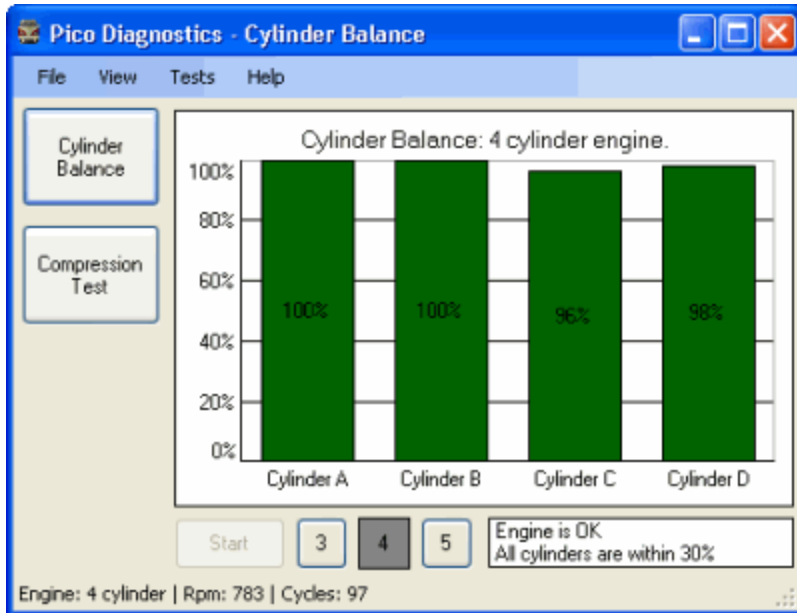 Pico Diagnostics - Cylinder Balance
File View Tests Help
Cylinder
Balance
Compression
Test
Cylinder Balance: 4 cylinder engine.
100%
80%
60%
40%
20%
0%
100%
100%
96%
98%
Cylinder A Cylinder B Cylinder C Cylinder D
Start 3 4 5
Engine is OK
All cylinders are within 30%
Engine: 4 cylinder | Rpm: 783 | Cycles: 97